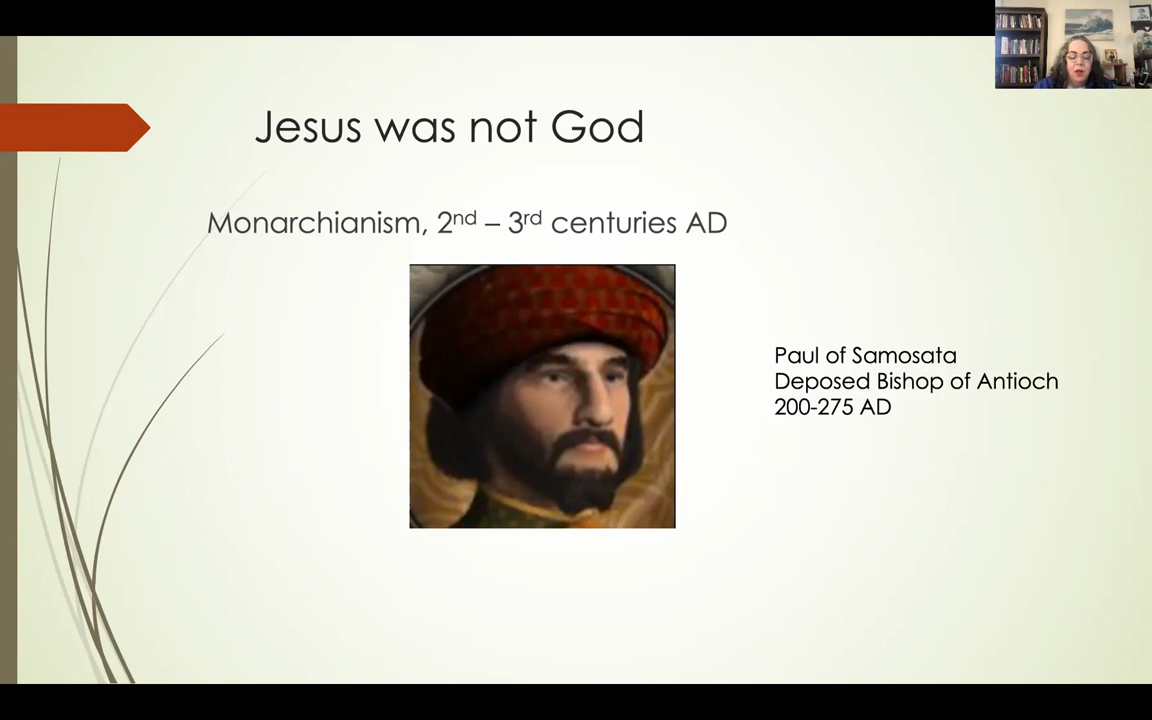 Jesus was not God
Monarchianism, 2nd – 3rd centuries AD
Paul of Samosata
Deposed Bishop of Antioch
200-275 AD